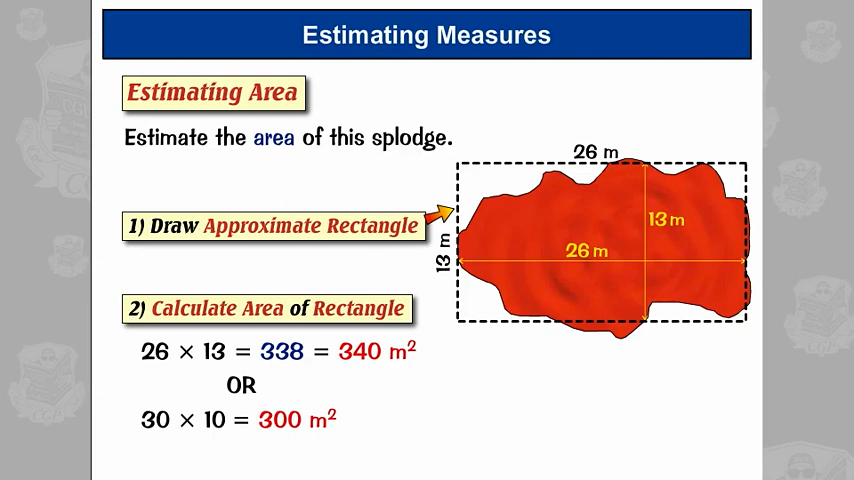 Estimating Measures
Estimating Area
Estimate the area of this splodge.
26 m
1) Draw Approximate Rectangle
13 m
13 m
26 m
2) Calculate Area of Rectangle
26 × 13 = 338 = 340 m²
OR
30 × 10 = 300 m²